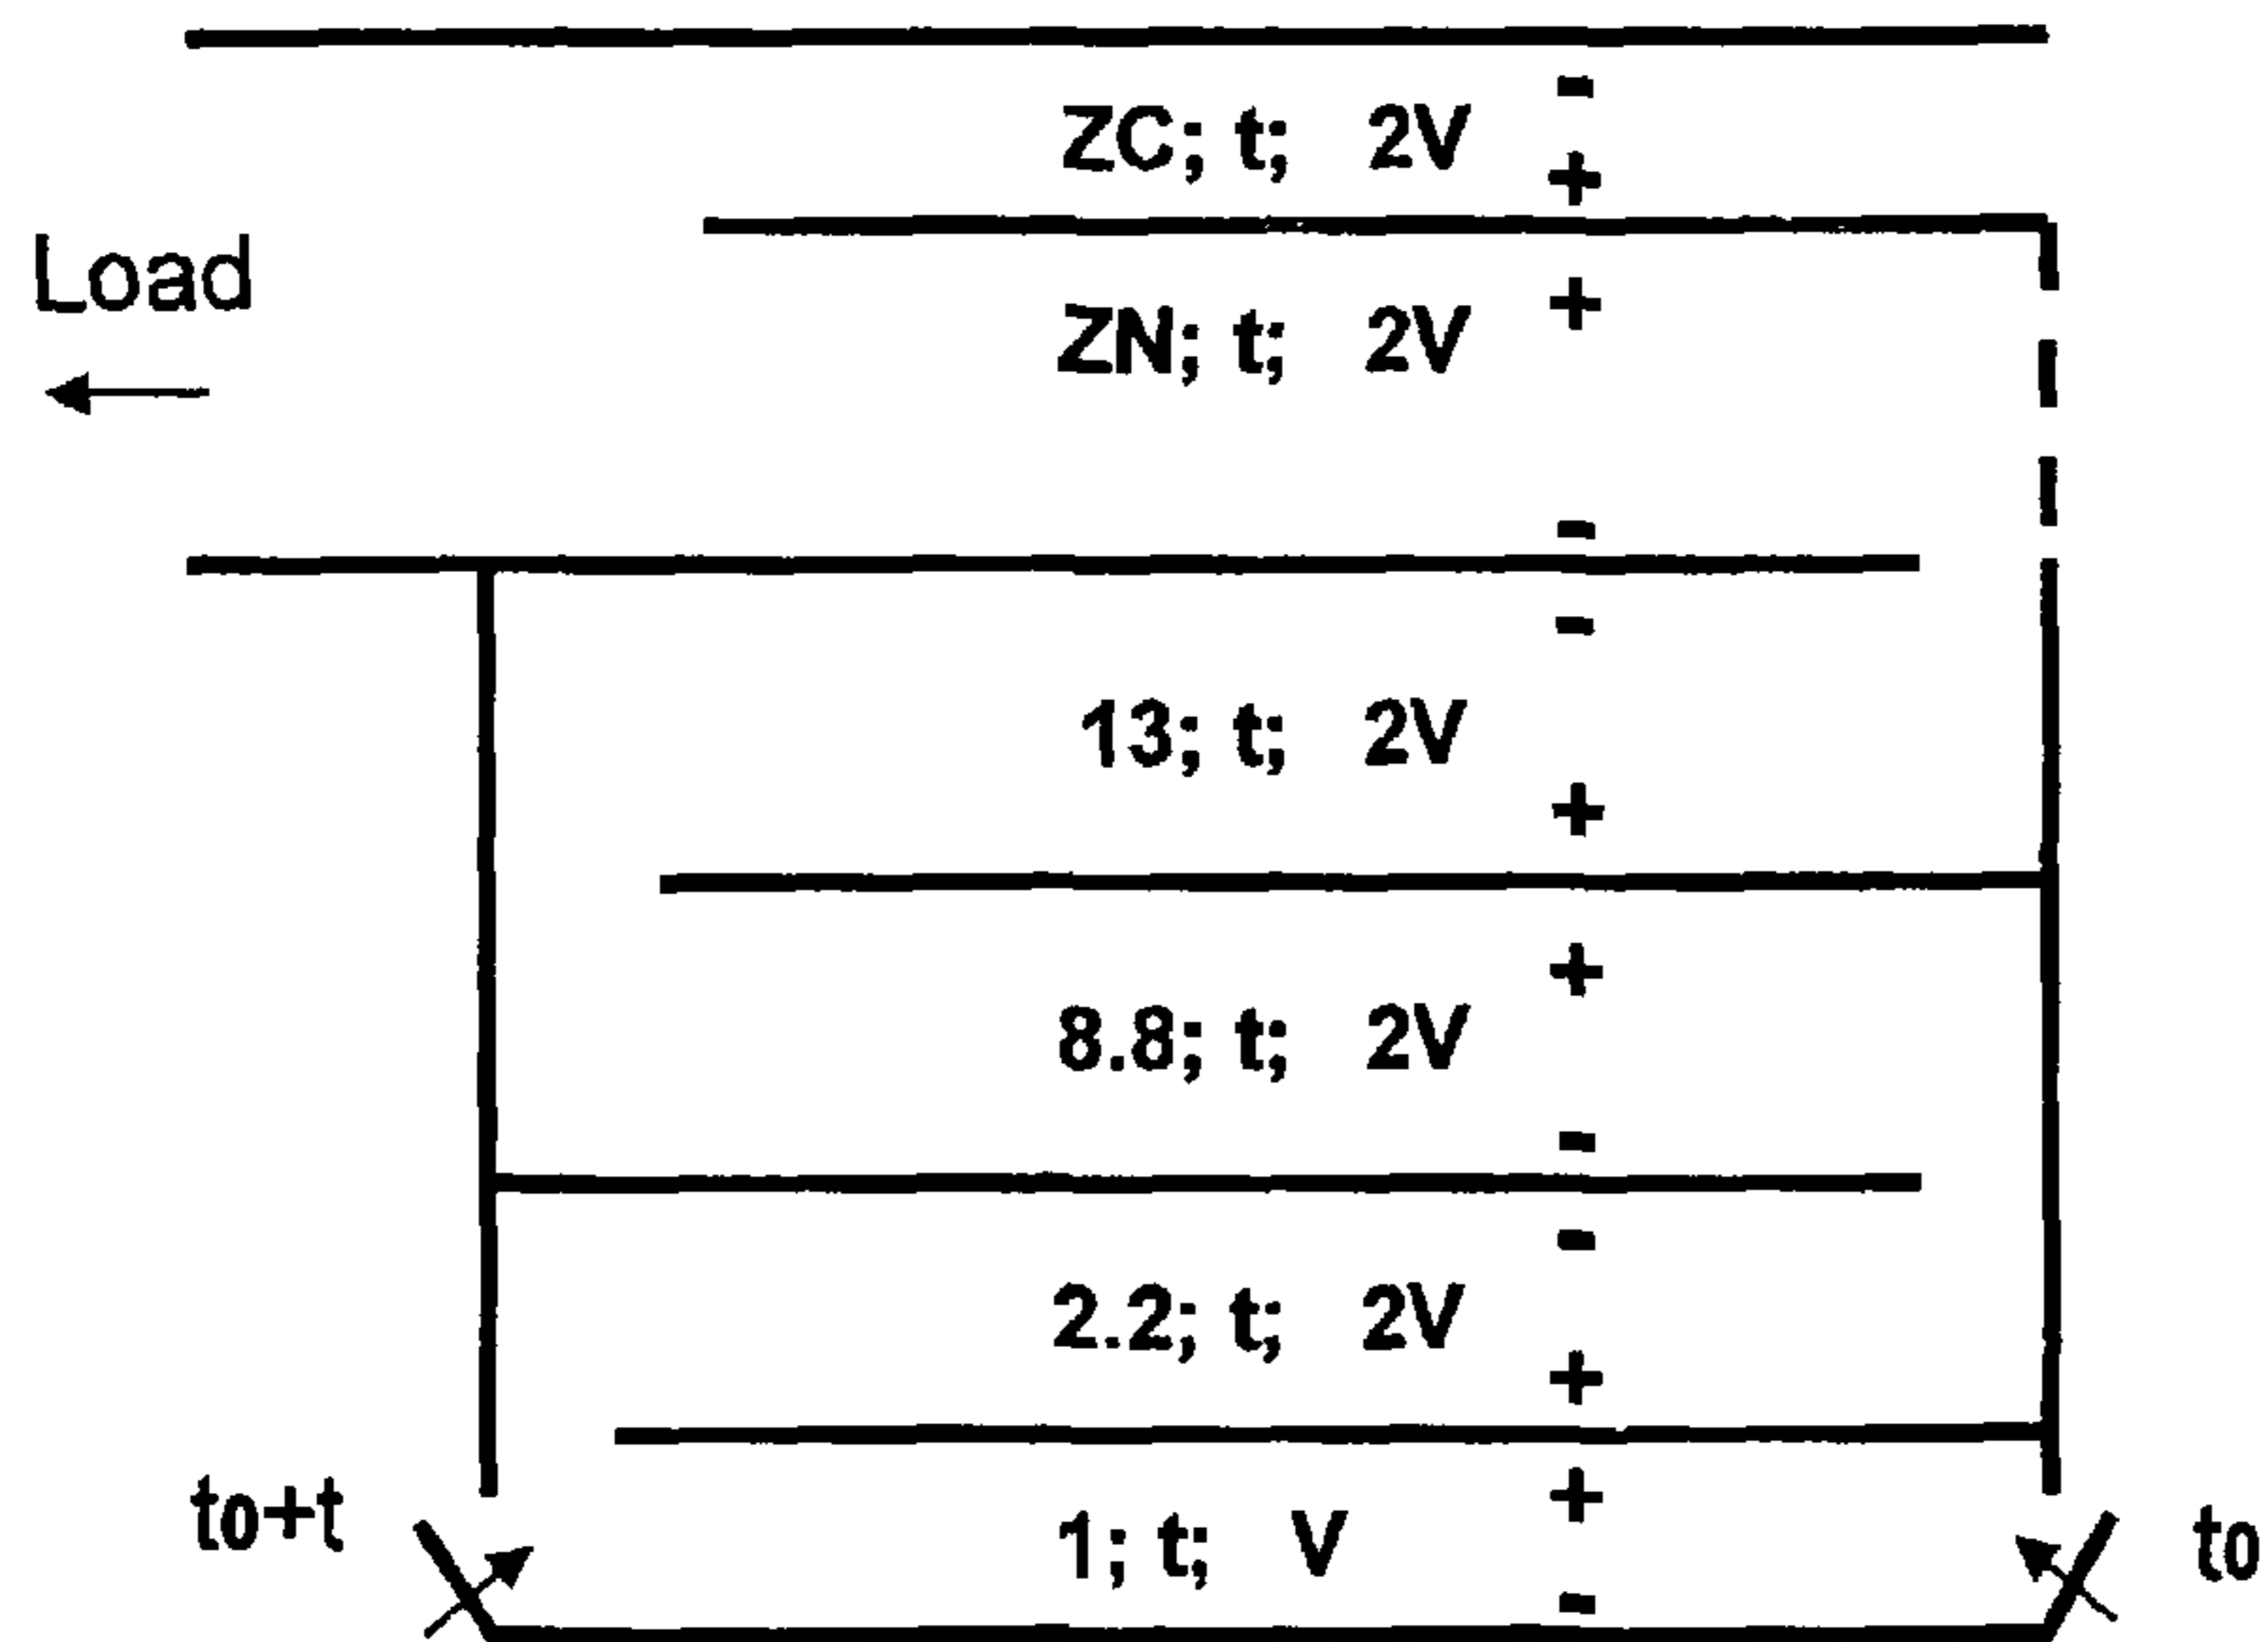 -
ZC; t; 2V
+
Load
+
ZN; t; 2V
-
-
13; t; 2V
+
+
8.8; t; 2V
-
-
2.2; t; 2V
+
+
to+t
1; t; V
to
-